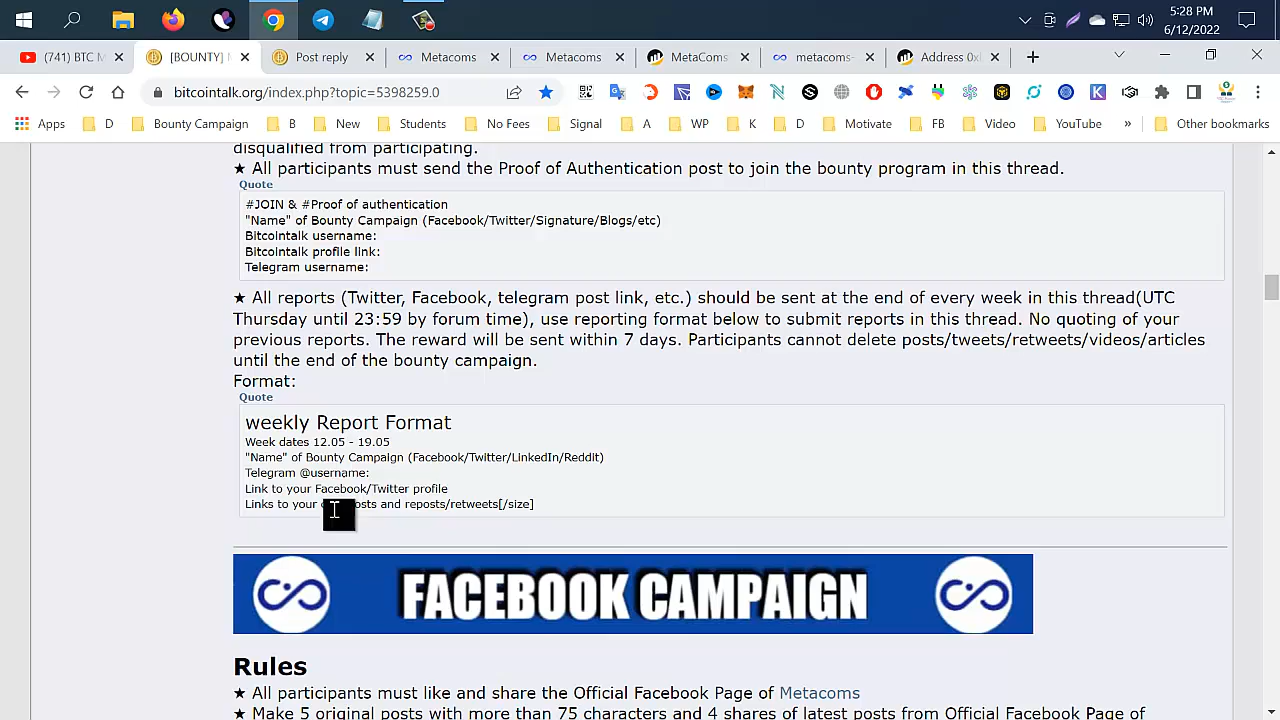 5:28 PM
6/12/2022
(741) BTC M
[BOUNTY] M
Post reply
Metacoms
Metacoms
MetaComs
metacoms-
Address 0x
bitcointalk.org/index.php?topic=5398259.0
Apps
D
Bounty Campaign
B
New
Students
No Fees
Signal
A
WP
K
D
Motivate
FB
Video
YouTube
»
Other bookmarks
disqualified from participating.
★ All participants must send the Proof of Authentication post to join the bounty program in this thread.
Quote
#JOIN & #Proof of authentication
"Name" of Bounty Campaign (Facebook/Twitter/Signature/Blogs/etc)
Bitcointalk username:
Bitcointalk profile link:
Telegram username:
★ All reports (Twitter, Facebook, telegram post link, etc.) should be sent at the end of every week in this thread(UTC
Thursday until 23:59 by forum time), use reporting format below to submit reports in this thread. No quoting of your
previous reports. The reward will be sent within 7 days. Participants cannot delete posts/tweets/retweets/videos/articles
until the end of the bounty campaign.
Format:
Quote
weekly Report Format
Week dates 12.05 - 19.05
"Name" of Bounty Campaign (Facebook/Twitter/LinkedIn/Reddit)
Telegram @username:
Link to your Facebook/Twitter profile
Links to your posts and reposts/retweets[/size]
FACEBOOK CAMPAIGN
Rules
★ All participants must like and share the Official Facebook Page of Metacoms
★ Make 5 original posts with more than 75 characters and 4 shares of latest posts from Official Facebook Page of